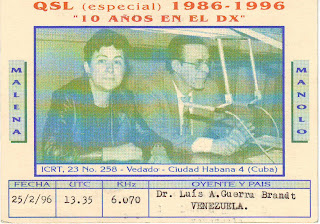 QSL (especial) 1986-1996
"10 AÑOS EN EL DX"
MALENA
MANOLO
ICRT, 23 No. 258 - Vedado - Ciudad Habana 4 (Cuba)
FECHA UTC KHz OYENTE Y PAIS
25/2/96 13.35 6.070 Dr. Luís A.Guerra Brandt
VENEZUELA.